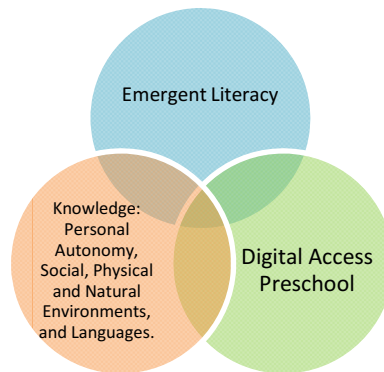 Emergent Literacy
Knowledge:
Personal
Autonomy,
Social, Physical
and Natural
Environments,
and Languages.
Digital Access
Preschool